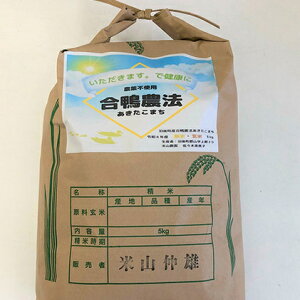 いただきます。で健康に
農薬不使用
合鴨農法
あきたこまち
名称 精米
原料玄米 産地 品種 産年
内容量 5kg
精米時期
販売者 米山仲雄